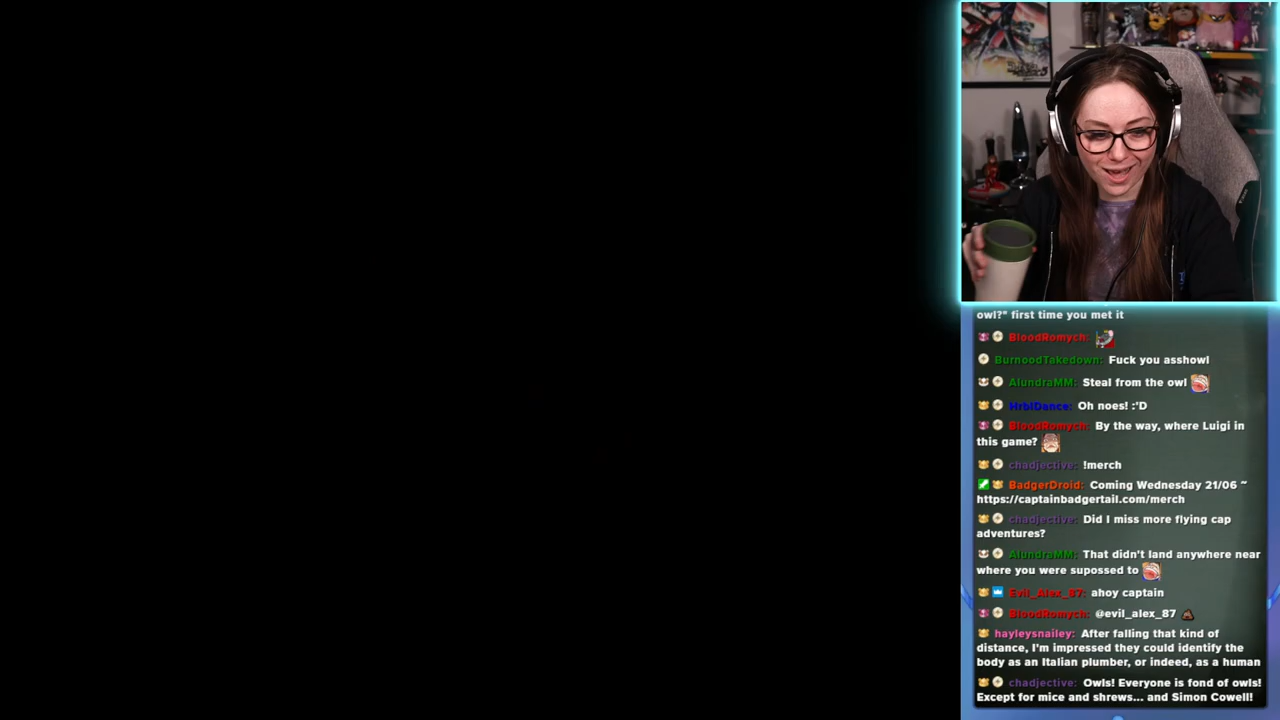 owl?* first time you met it
BloodRomych:
BurnoodTakedown: Fuck you asshowl
AlundraMM: Steal from the owl
HrblDance: Oh noes! :'D
BloodRomych: By the way, where Luigi in
this game?
chadjective: !merch
BadgerDroid: Coming Wednesday 21/06 ~
https://captainbadgertail.com/merch
chadjective: Did I miss more flying cap
adventures?
AlundraMM: That didn't land anywhere near
where you were supossed to
Evil_Alex_87: ahoy captain
BloodRomych: @evil_alex_87
hayleysnailey: After falling that kind of
distance, I'm impressed they could identify the
body as an Italian plumber, or indeed, as a human
chadjective: Owls! Everyone is fond of owls!
Except for mice and shrews... and Simon Cowell!